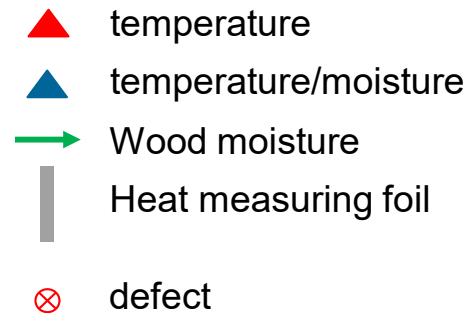 temperature
temperature/moisture
Wood moisture
Heat measuring foil
defect